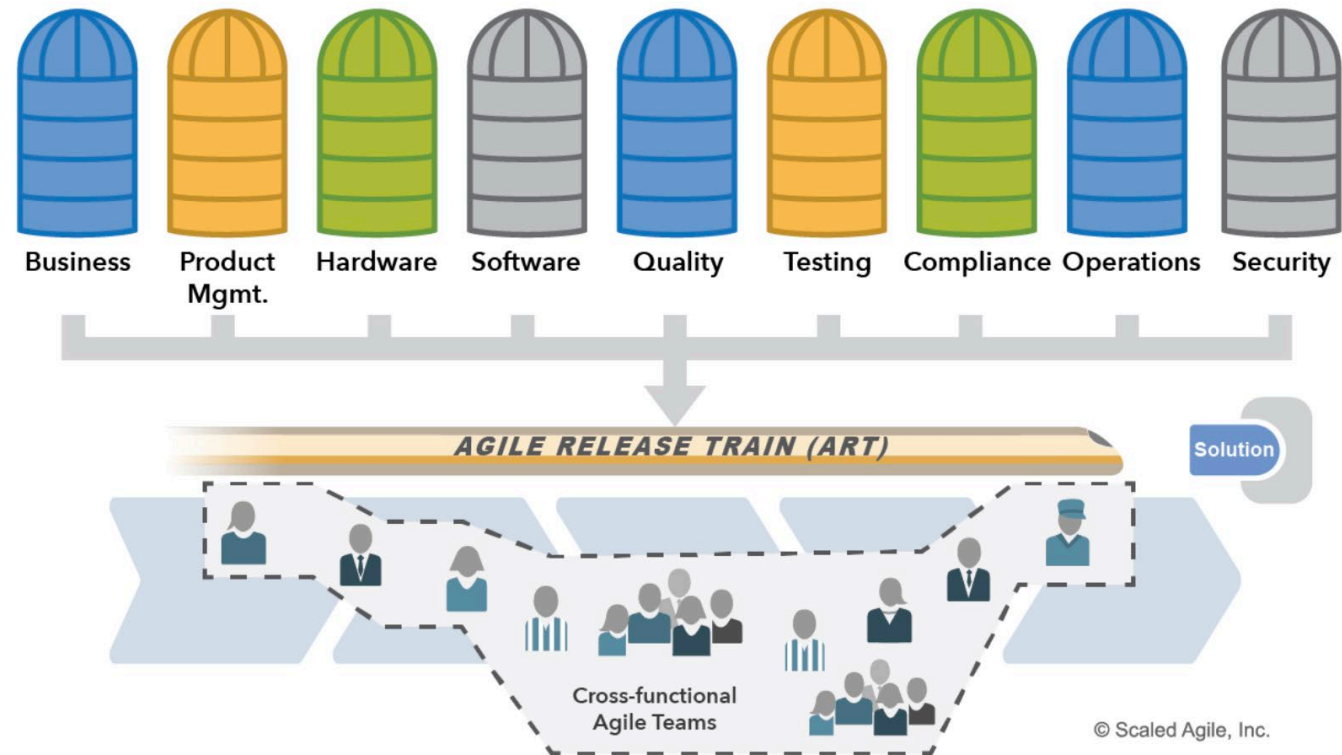 Business
Product
Mgmt.
Hardware
Software
Quality
Testing
Compliance
Operations
Security
AGILE RELEASE TRAIN (ART)
Solution
Cross-functional
Agile Teams
© Scaled Agile, Inc.